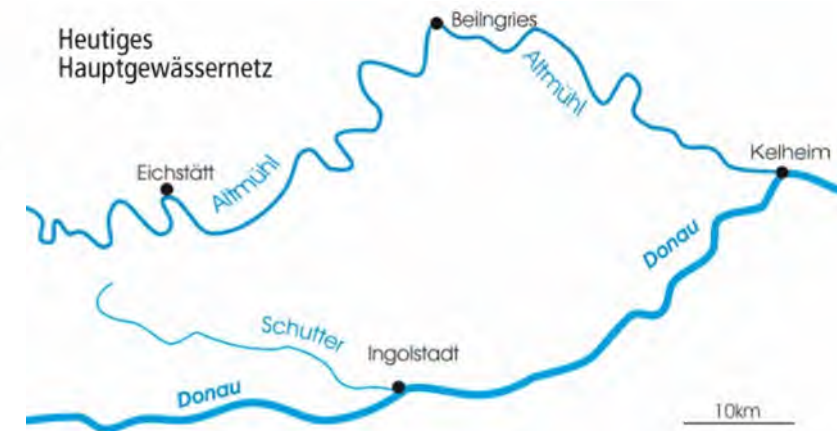 Heutiges
Hauptgewässernetz
Beilngries
Altmühl
Kelheim
Eichstätt
Altmühl
Donau
Schutter
Ingolstadt
Donau
10km